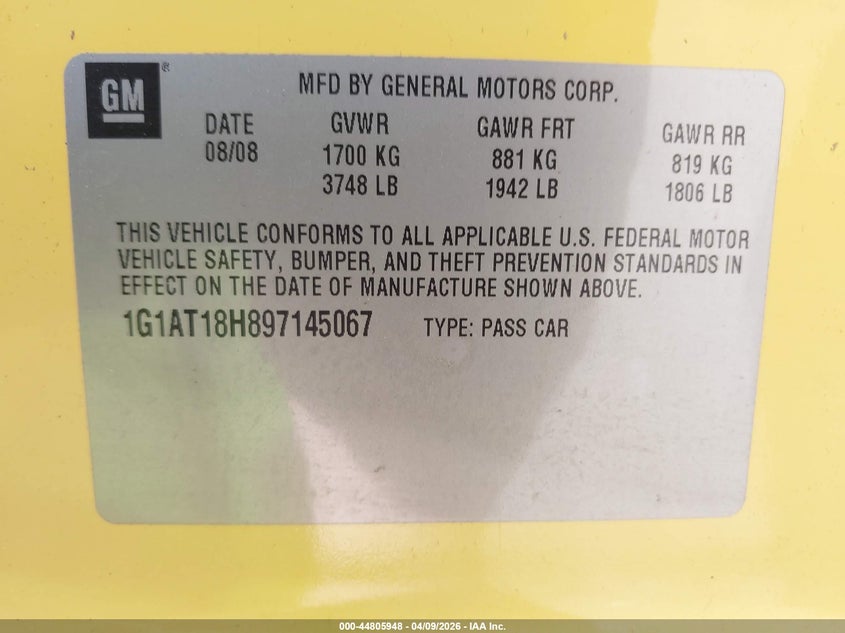 GM®
MFD BY GENERAL MOTORS CORP.
DATE GVWR GAWR FRT GAWR RR
08/08 1700 KG 881 KG 819 KG
3748 LB 1942 LB 1806 LB
THIS VEHICLE CONFORMS TO ALL APPLICABLE U.S. FEDERAL MOTOR
VEHICLE SAFETY, BUMPER, AND THEFT PREVENTION STANDARDS IN
EFFECT ON THE DATE OF MANUFACTURE SHOWN ABOVE.
1G1AT18H897145067 TYPE: PASS CAR
000-44805948 - 04/09/2026 - IAA Inc.